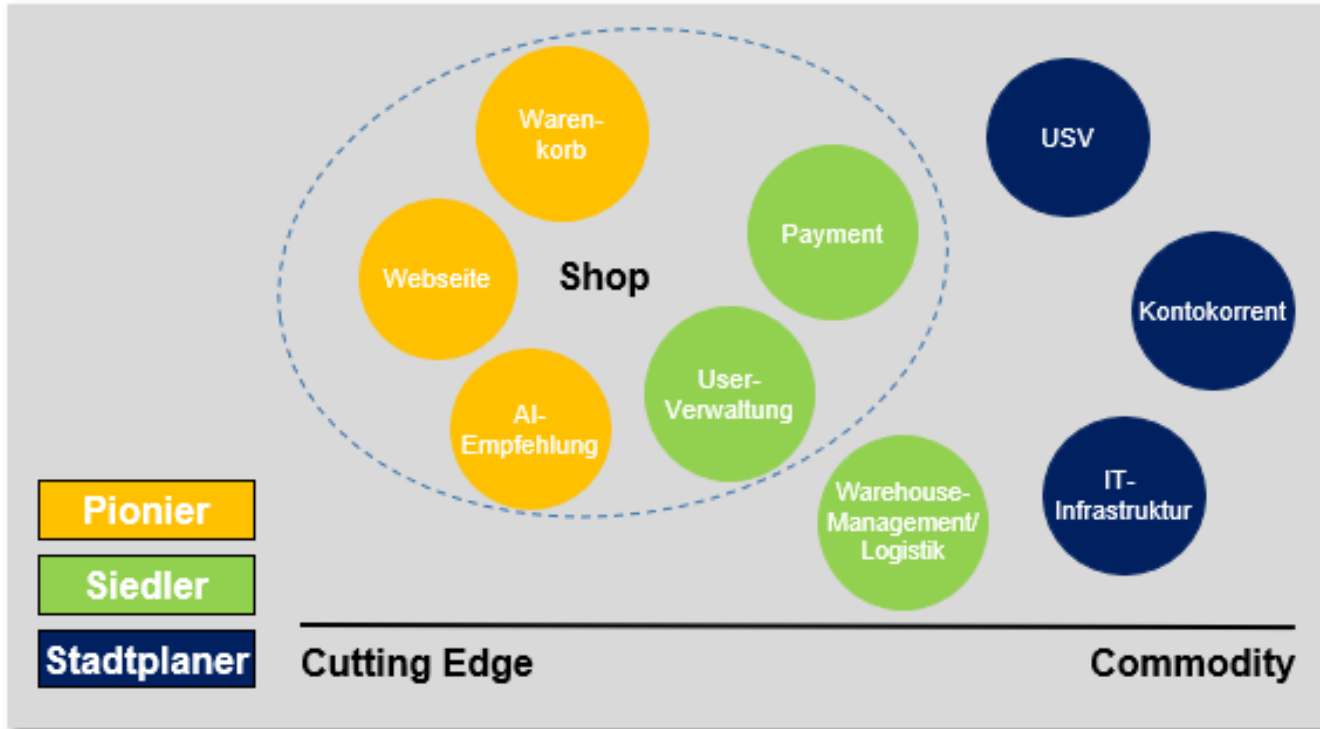 Waren-
korb
USV
Payment
Webseite
Shop
Kontokorrent
User-
Verwaltung
AI-
Empfehlung
Warehouse-
Management/
Logistik
IT-
Infrastruktur
Pionier
Siedler
Stadtplaner
Cutting Edge
Commodity